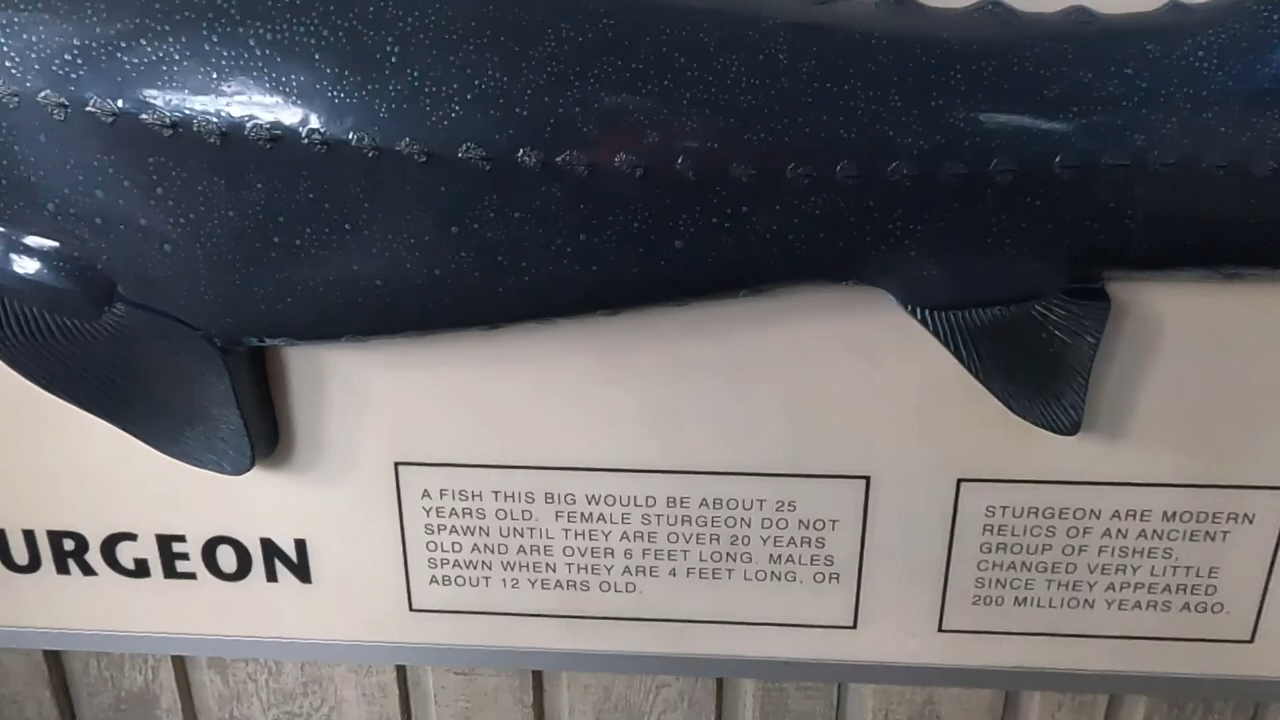 URGEON
A FISH THIS BIG WOULD BE ABOUT 25
YEARS OLD. FEMALE STURGEON DO NOT
SPAWN UNTIL THEY ARE OVER 20 YEARS
OLD AND ARE OVER 6 FEET LONG. MALES
SPAWN WHEN THEY ARE 4 FEET LONG, OR
ABOUT 12 YEARS OLD.
STURGEON ARE MODERN
RELICS OF AN ANCIENT
GROUP OF FISHES,
CHANGED VERY LITTLE
SINCE THEY APPEARED
200 MILLION YEARS AGO.